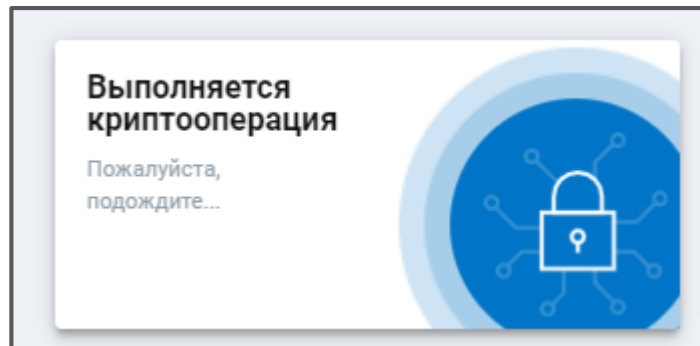 Выполняется
криптооперация
Пожалуйста,
подождите...